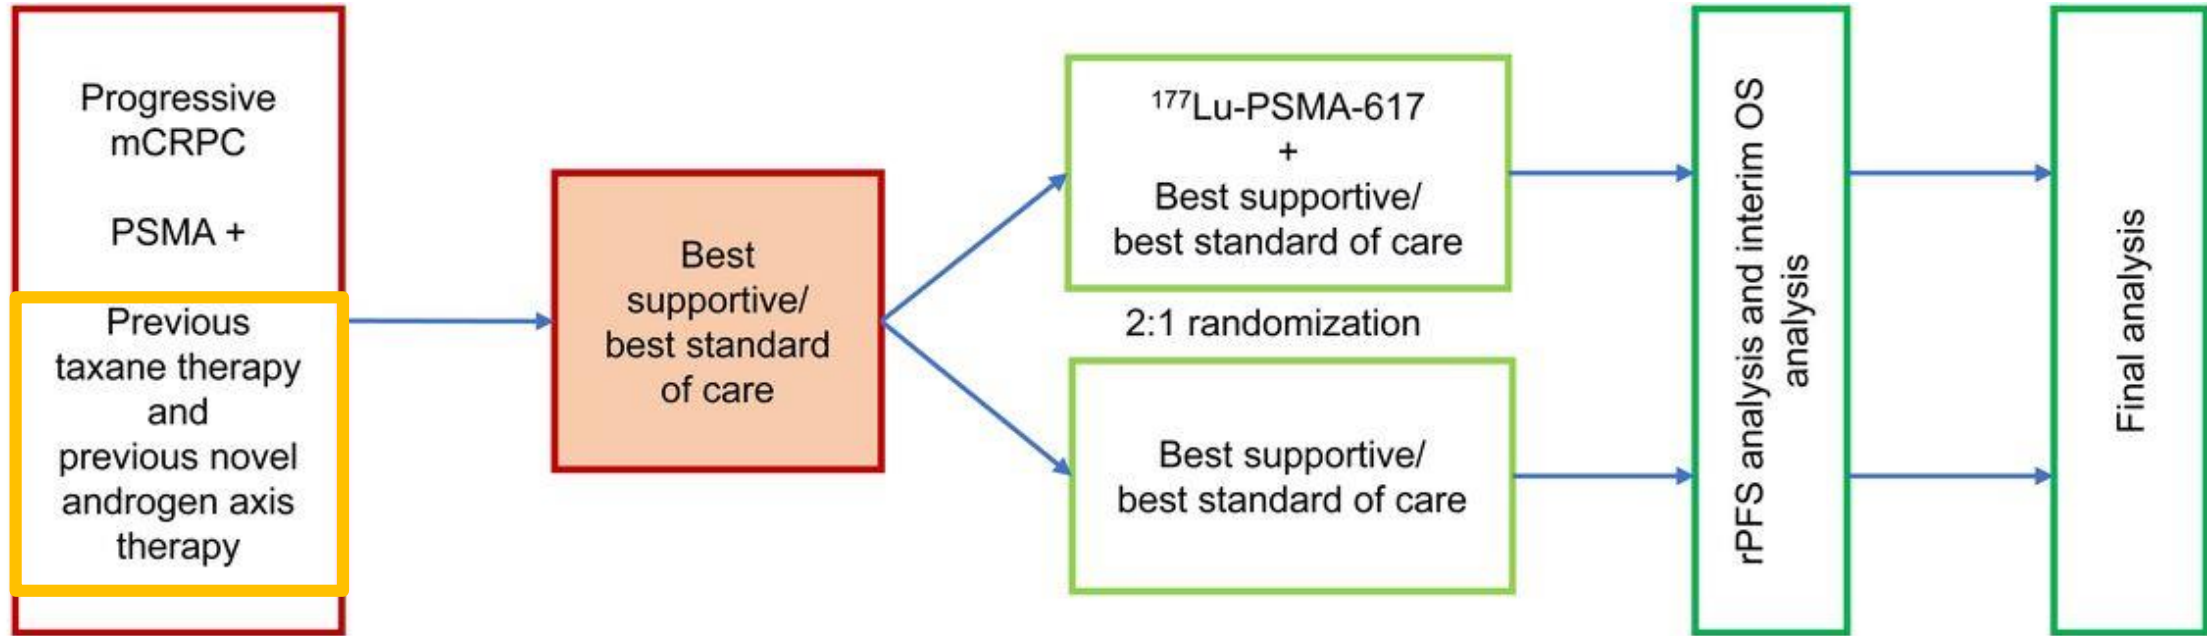 Progressive
mCRPC
PSMA +
Previous
taxane therapy
and
previous novel
androgen axis
therapy
Best
supportive/
best standard
of care
¹⁷⁷Lu-PSMA-617
+
Best supportive/
best standard of care
2:1 randomization
Best supportive/
best standard of care
rPFS analysis and interim OS
analysis
Final analysis